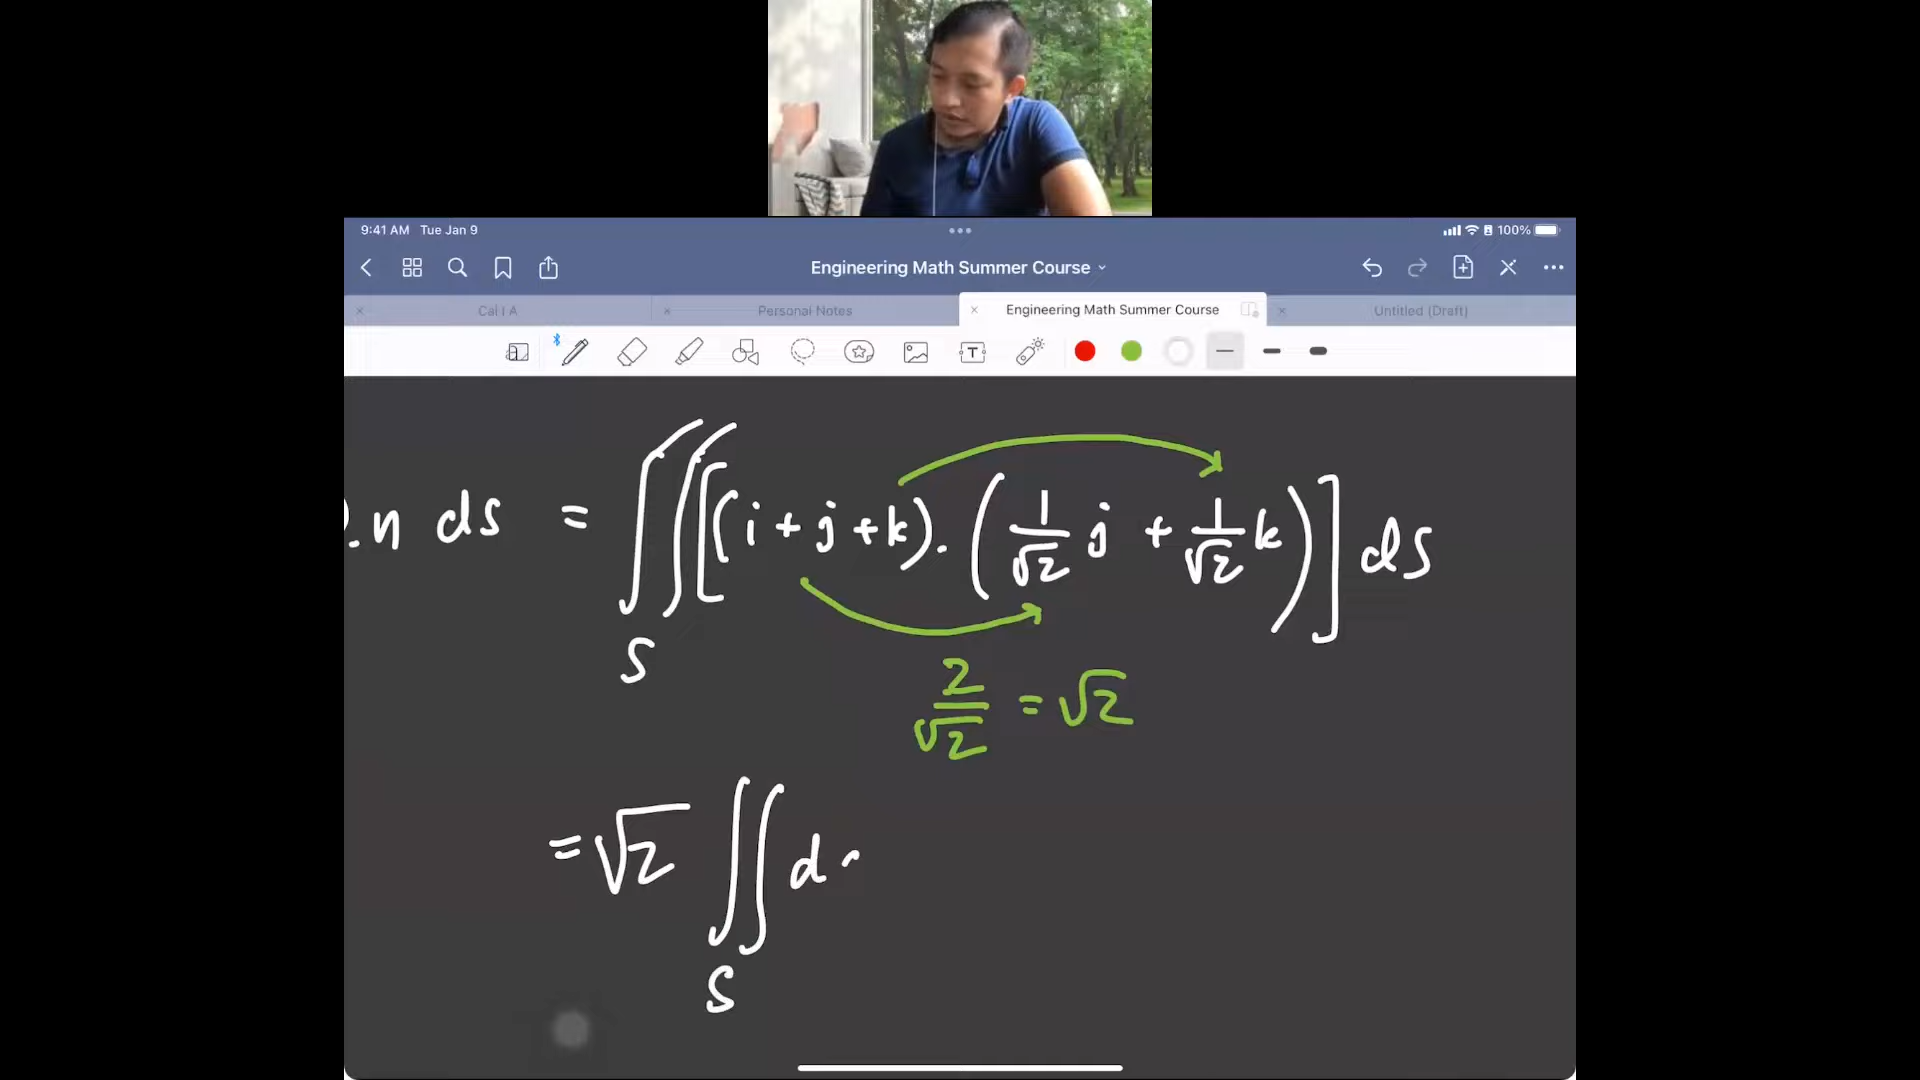 9:41 AM Tue Jan 9
100%
Engineering Math Summer Course
Cal I A
Personal Notes
Engineering Math Summer Course
Untitled (Draft)
.n ds = ∬ [(i + j + k) . (1/√2 j + 1/√2 k)] ds
S
2/√2 = √2
= √2 ∬ d
S